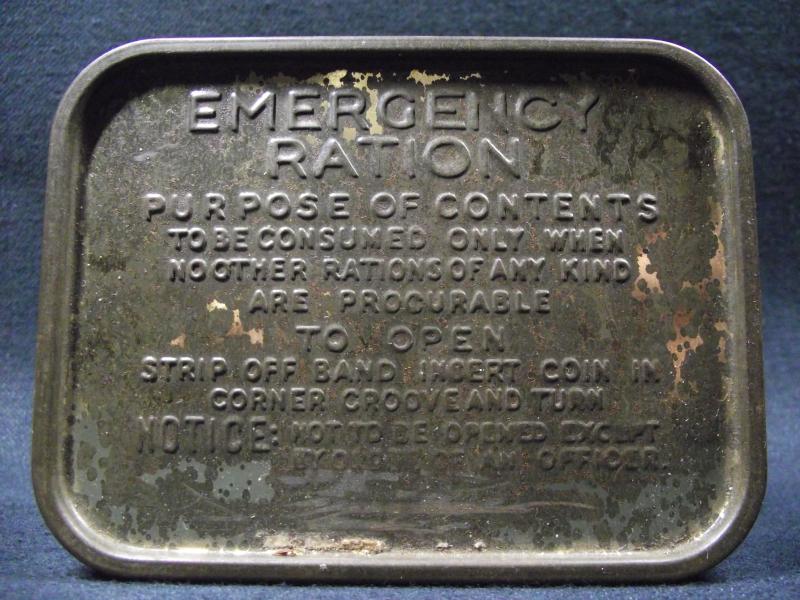 EMERGENCY
RATION
PURPOSE OF CONTENTS
TO BE CONSUMED ONLY WHEN
NO OTHER RATIONS OF ANY KIND
ARE PROCURABLE
TO OPEN
STRIP OFF BAND INSERT COIN IN
CORNER GROOVE AND TURN
NOTICE: NOT TO BE OPENED EXCEPT
BY ORDER OF AN OFFICER.